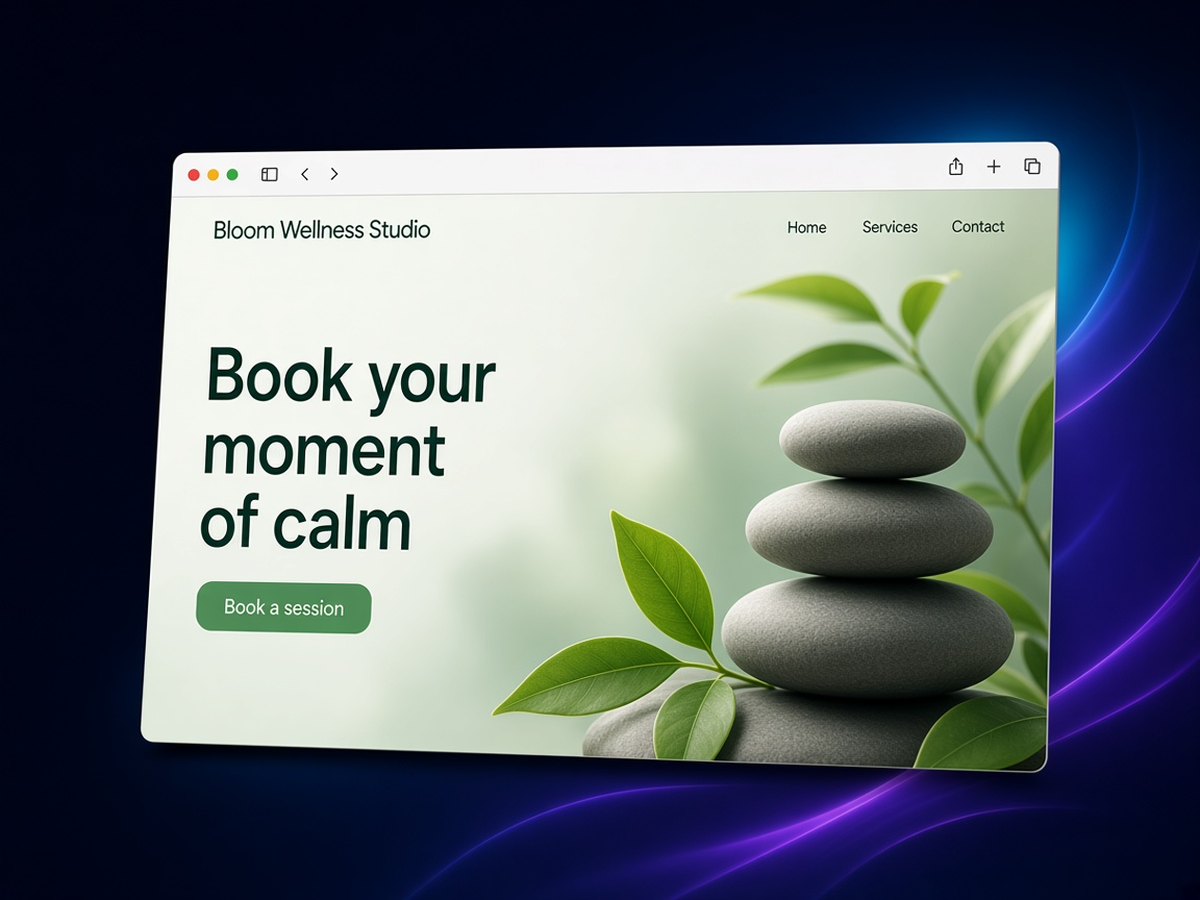 Bloom Wellness Studio
Home Services Contact
Book your
moment
of calm
Book a session